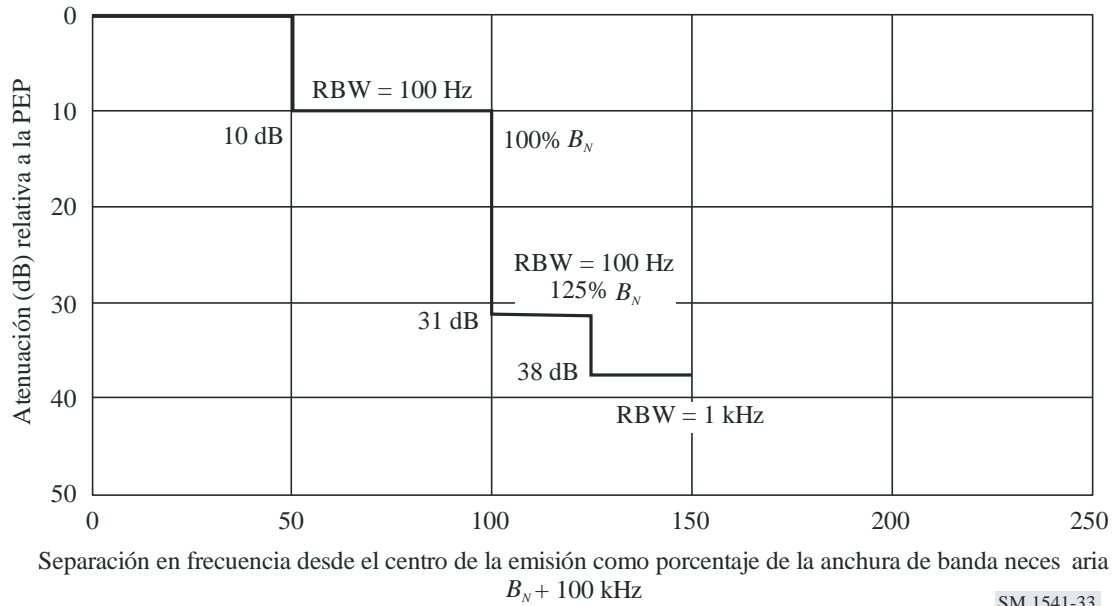 0
10
20
30
40
50
Atenuación (dB) relativa a la PEP
RBW = 100 Hz
10 dB
100% B_N
RBW = 100 Hz
125% B_N
31 dB
38 dB
RBW = 1 kHz
0 50 100 150 200 250
Separación en frecuencia desde el centro de la emisión como porcentaje de la anchura de banda neces aria
B_N + 100 kHz
SM.1541-33